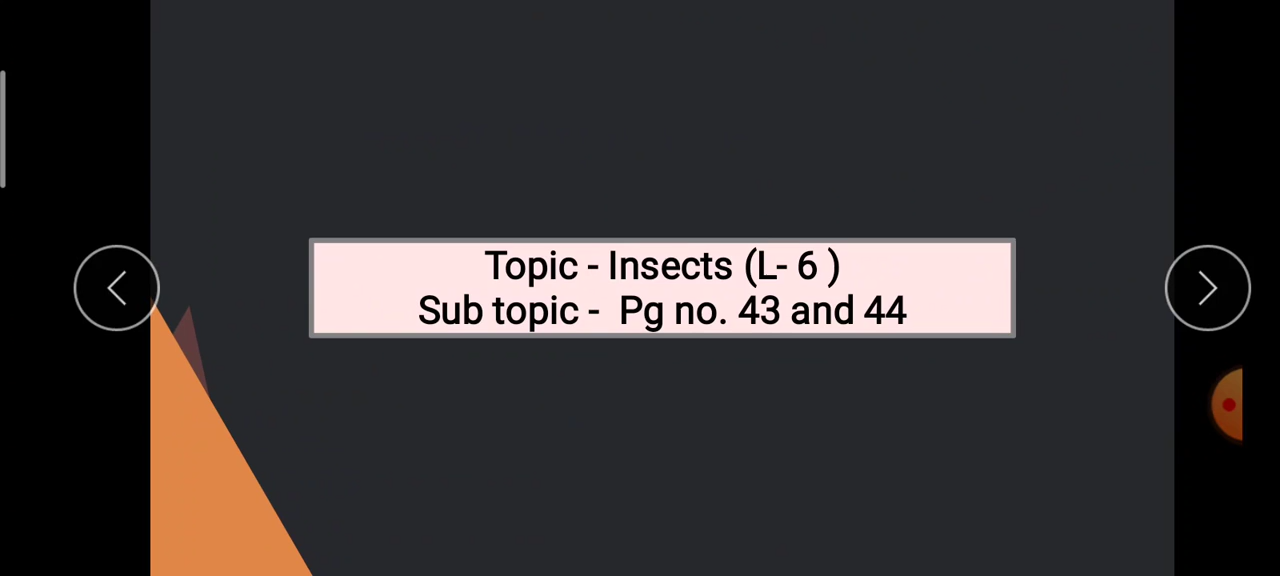 Topic - Insects (L- 6 )
Sub topic -  Pg no. 43 and 44